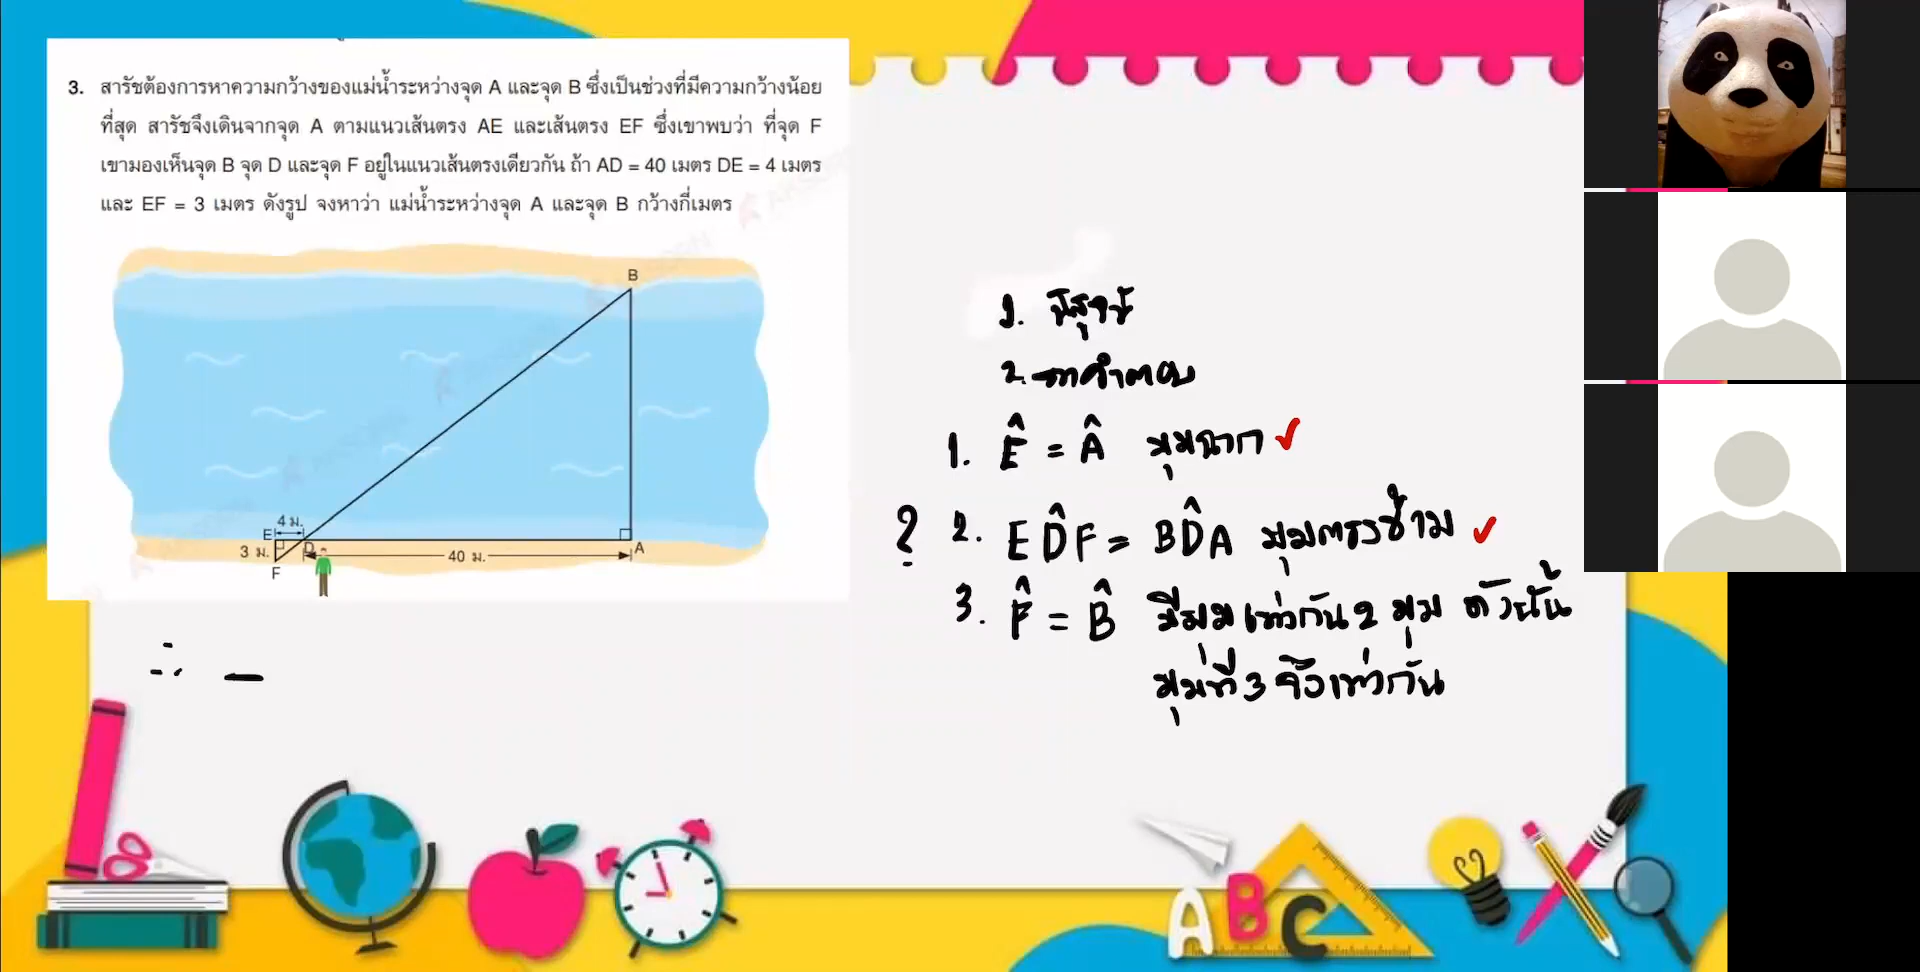 3. สารัชต้องการหาความกว้างของแม่น้ำระหว่างจุด A และจุด B ซึ่งเป็นช่วงที่มีความกว้างน้อย
ที่สุด สารัชจึงเดินจากจุด A ตามแนวเส้นตรง AE และเส้นตรง EF ซึ่งเขาพบว่า ที่จุด F
เขามองเห็นจุด B จุด D และจุด F อยู่ในแนวเส้นตรงเดียวกัน ถ้า AD = 40 เมตร DE = 4 เมตร
และ EF = 3 เมตร ดังรูป จงหาว่า แม่น้ำระหว่างจุด A และจุด B กว้างกี่เมตร
B
4 ม.
E
D
A
3 ม.
40 ม.
F
1. พิสูจน์
2. หาคำตอบ
1. Ê = Â มุมฉาก ✓
? 2. ED̂F = BD̂A มุมตรงข้าม ✓
3. F̂ = B̂ มีมุมเท่ากัน 2 มุม ดังนั้น
มุมที่ 3 จึงเท่ากัน
∴ –
ABC